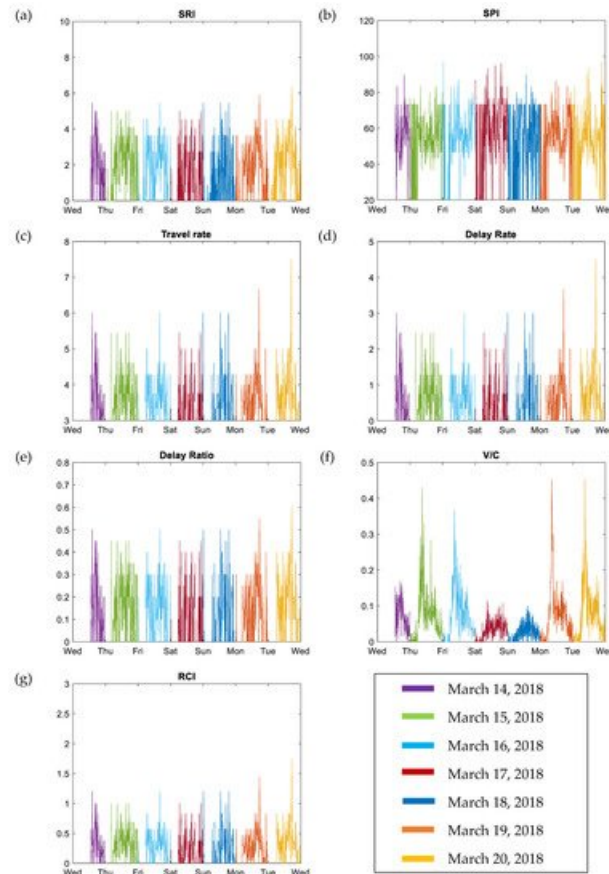 (a)
SRI
10
8
6
4
2
0
Wed Thu Fri Sat Sun Mon Tue Wed
(b)
SPI
120
100
80
60
40
20
Wed Thu Fri Sat Sun Mon Tue Wed
(c)
Travel rate
8
7
6
5
4
3
Wed Thu Fri Sat Sun Mon Tue Wed
(d)
Delay Rate
5
4
3
2
1
0
Wed Thu Fri Sat Sun Mon Tue Wed
(e)
Delay Ratio
0.8
0.7
0.6
0.5
0.4
0.3
0.2
0.1
0
Wed Thu Fri Sat Sun Mon Tue Wed
(f)
V/C
0.5
0.4
0.3
0.2
0.1
0
Wed Thu Fri Sat Sun Mon Tue Wed
(g)
RCI
3
2.5
2
1.5
1
0.5
0
Wed Thu Fri Sat Sun Mon Tue Wed
March 14, 2018
March 15, 2018
March 16, 2018
March 17, 2018
March 18, 2018
March 19, 2018
March 20, 2018